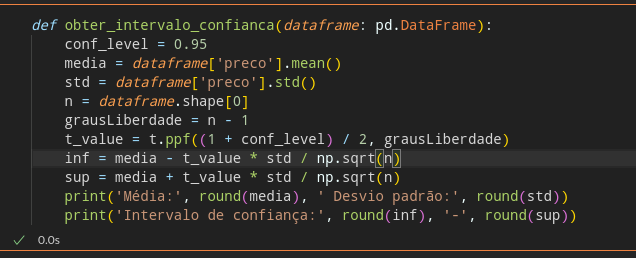 def obter_intervalo_confianca(dataframe: pd.DataFrame):
    conf_level = 0.95
    media = dataframe['preco'].mean()
    std = dataframe['preco'].std()
    n = dataframe.shape[0]
    grausLiberdade = n - 1
    t_value = t.ppf((1 + conf_level) / 2, grausLiberdade)
    inf = media - t_value * std / np.sqrt(n)
    sup = media + t_value * std / np.sqrt(n)
    print('Média:', round(media), ' Desvio padrão:', round(std))
    print('Intervalo de confiança:', round(inf), '-', round(sup))
✓ 0.0s